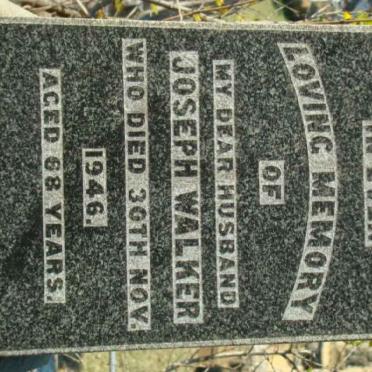 LOVING MEMORY
OF
MY DEAR HUSBAND
JOSEPH WALKER
WHO DIED 30TH NOV.
1946.
AGED 68 YEARS.